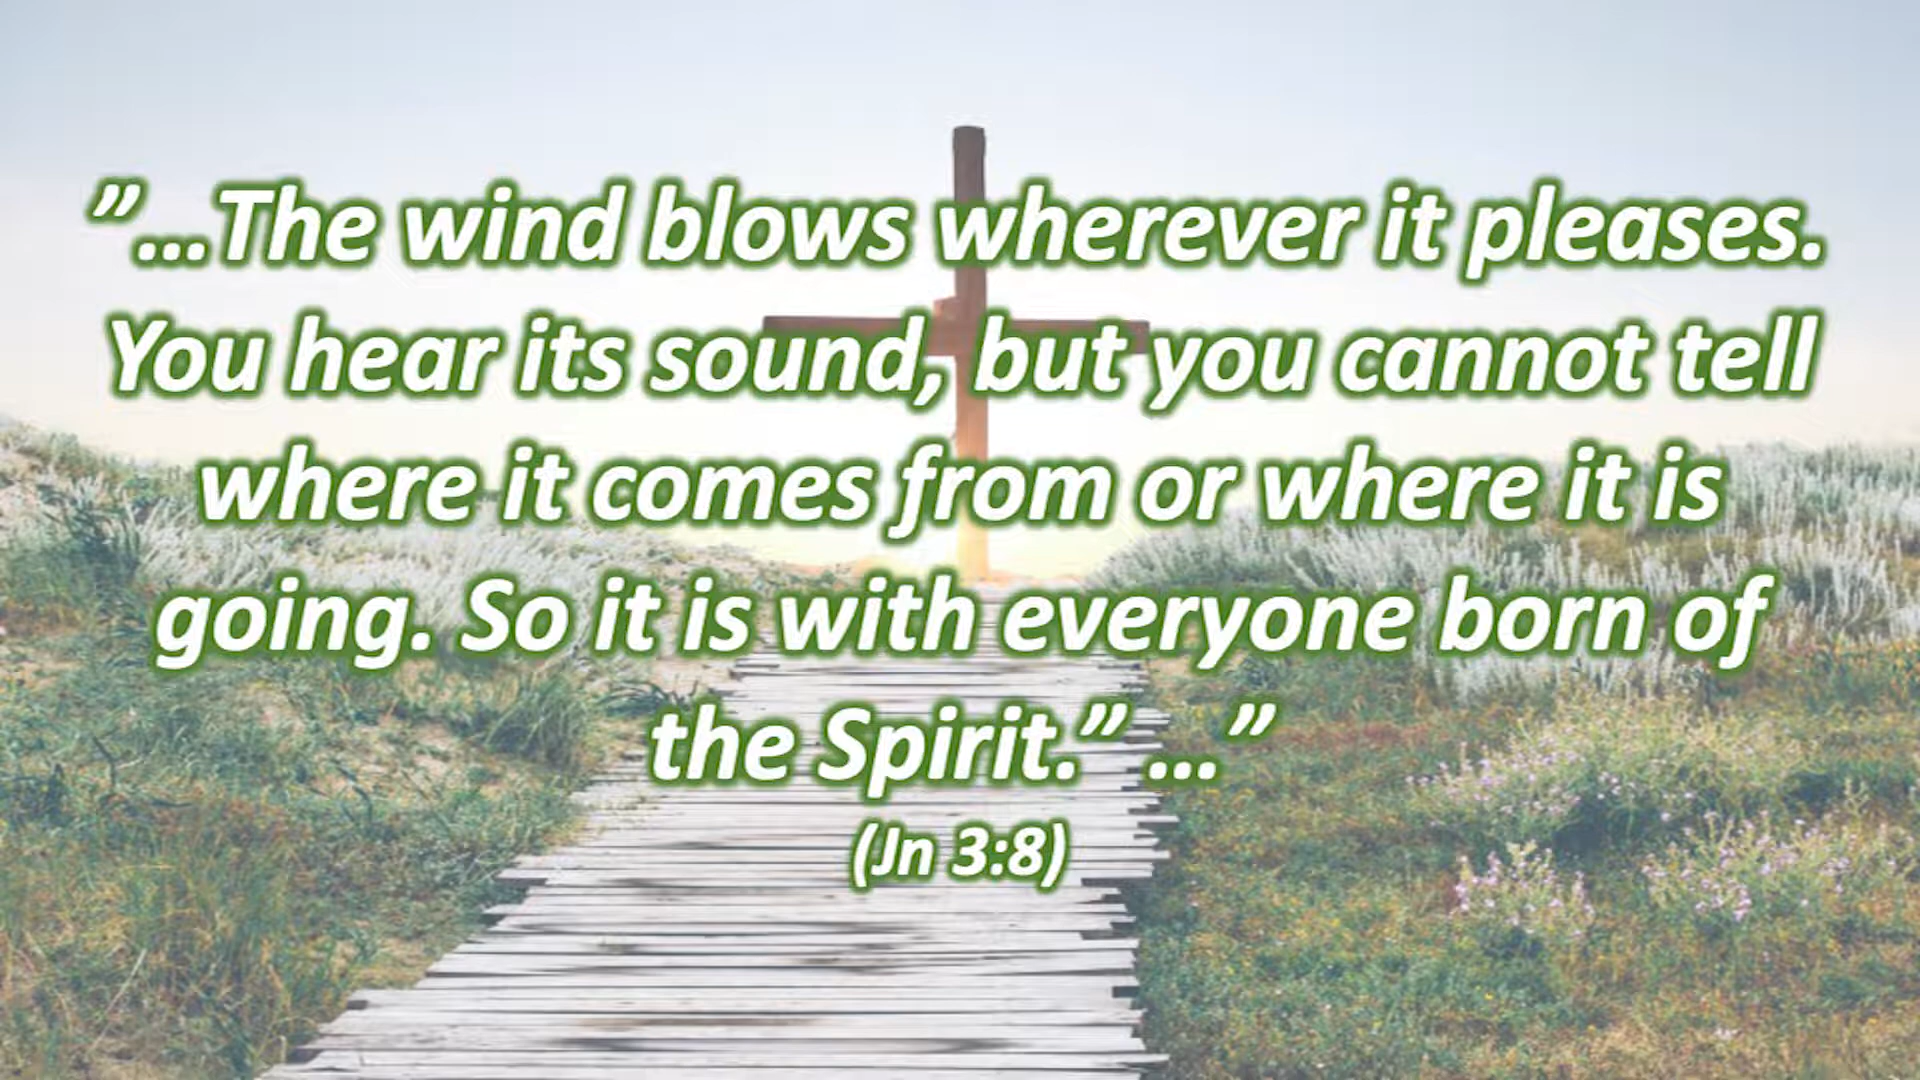 ”...The wind blows wherever it pleases.
You hear its sound, but you cannot tell
where it comes from or where it is
going. So it is with everyone born of
the Spirit.” ...”
(Jn 3:8)